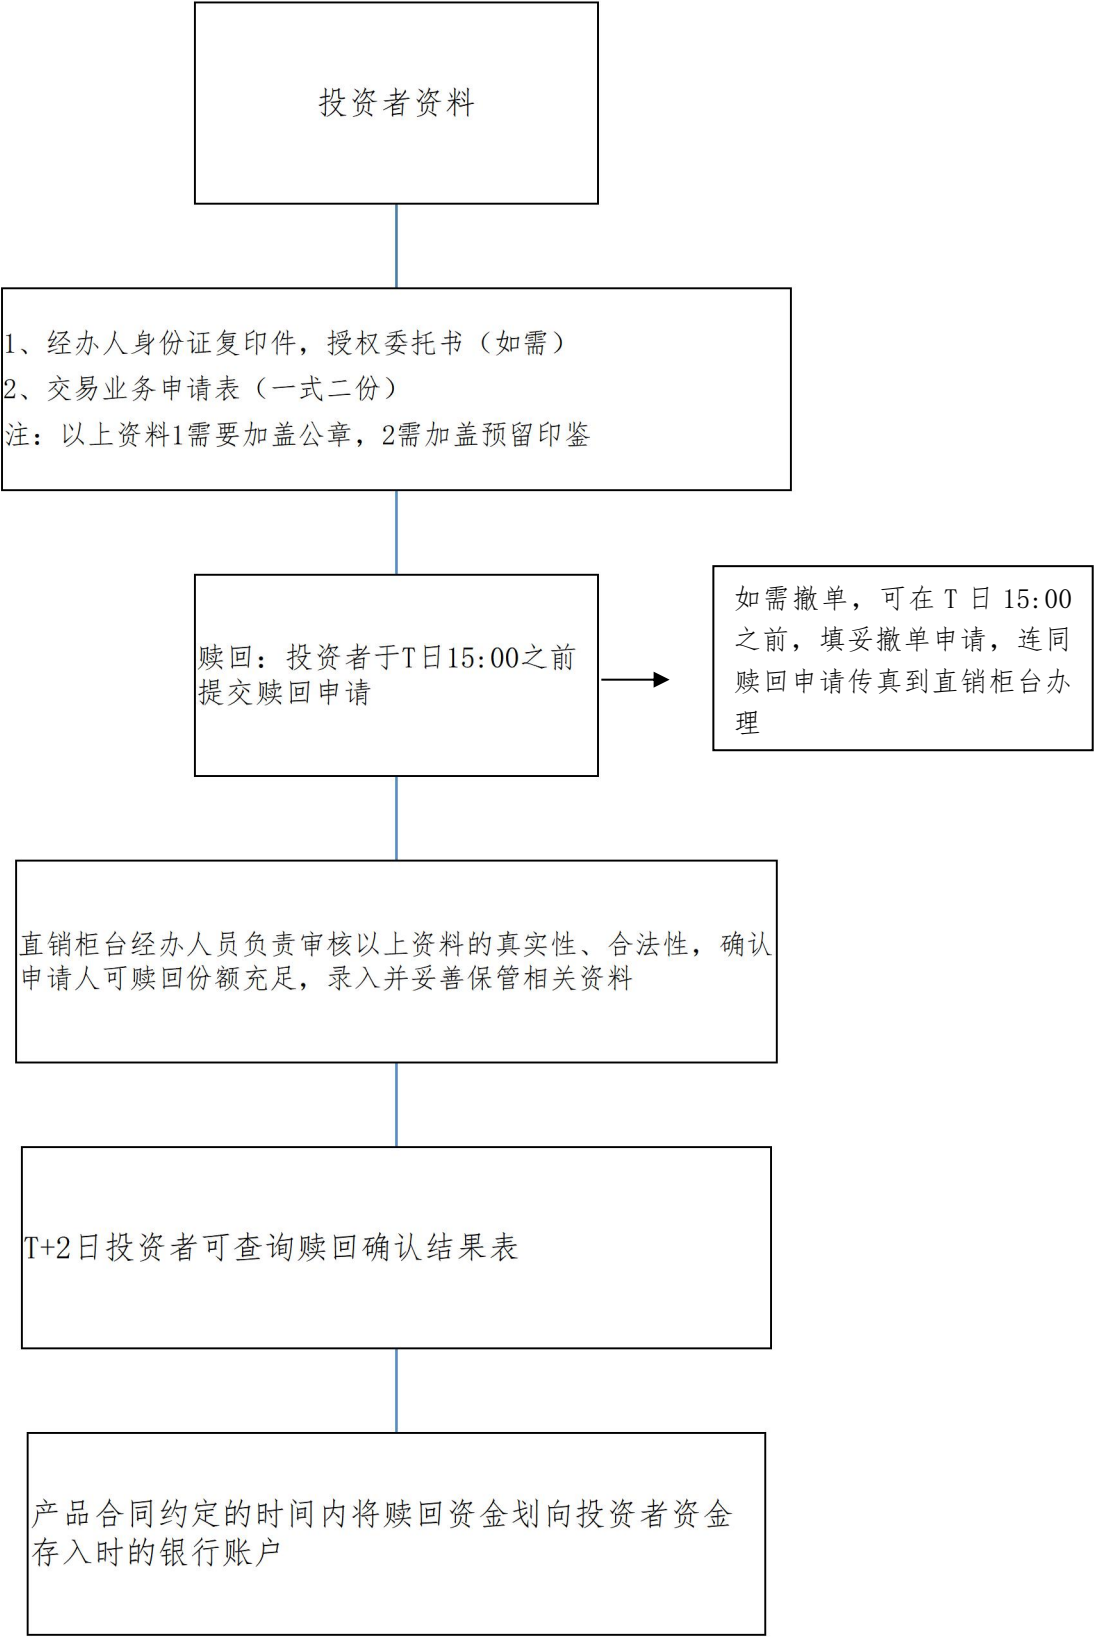 投资者资料
1、经办人身份证复印件，授权委托书（如需）
2、交易业务申请表（一式二份）
注：以上资料1需要加盖公章，2需加盖预留印鉴
赎回：投资者于T日15:00之前
提交赎回申请
如需撤单，可在 T 日 15:00
之前，填妥撤单申请，连同
赎回申请传真到直销柜台办
理
直销柜台经办人员负责审核以上资料的真实性、合法性，确认
申请人可赎回份额充足，录入并妥善保管相关资料
T+2日投资者可查询赎回确认结果表
产品合同约定的时间内将赎回资金划向投资者资金
存入时的银行账户